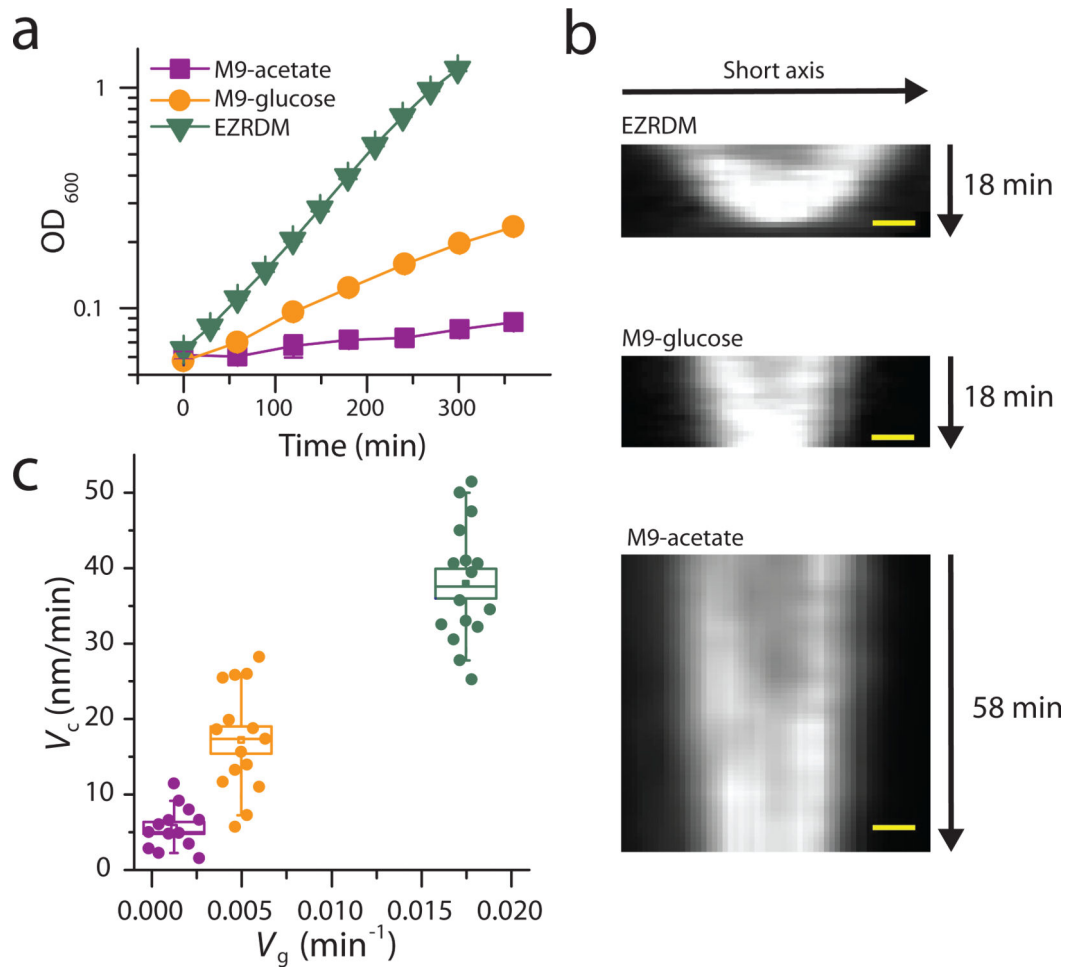 a
M9-acetate
M9-glucose
EZRDM
1
0.1
OD600
0 100 200 300
Time (min)
b
Short axis
EZRDM
18 min
M9-glucose
18 min
M9-acetate
58 min
c
50
40
30
20
10
0
Vc (nm/min)
0.000 0.005 0.010 0.015 0.020
Vg (min-1)